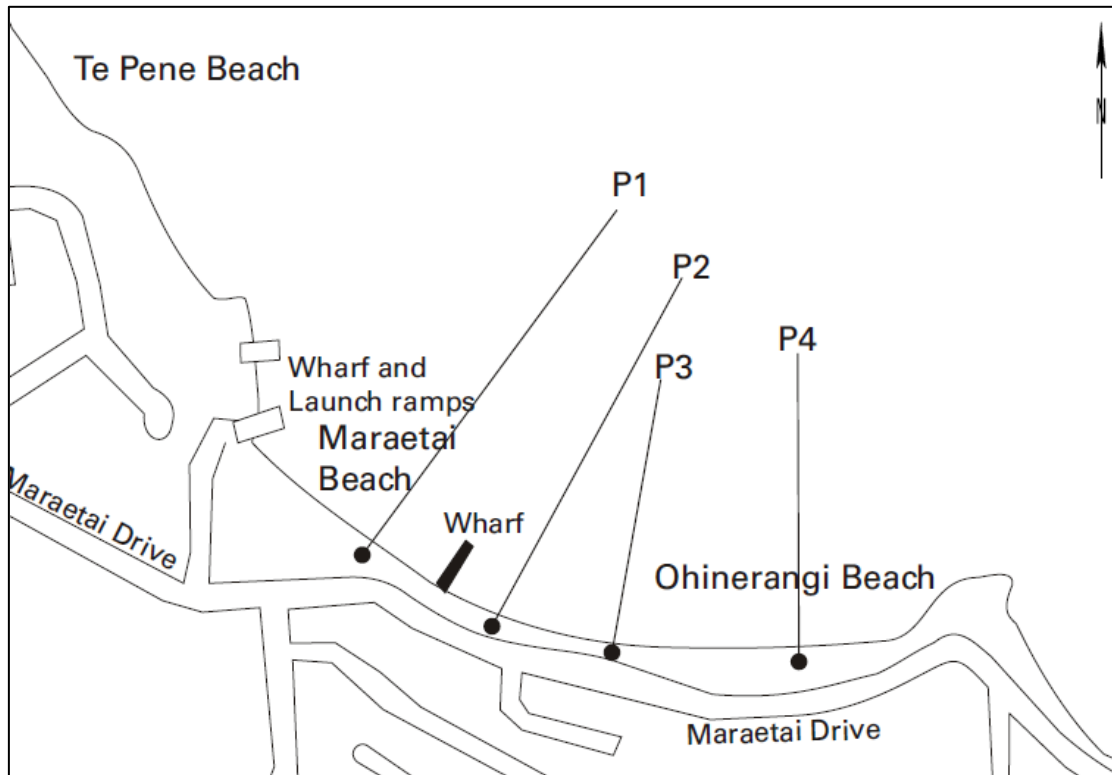 Te Pene Beach
N
P1
P2
P4
P3
Wharf and
Launch ramps
Maraetai
Beach
Maraetai Drive
Wharf
Ohinerangi Beach
Maraetai Drive